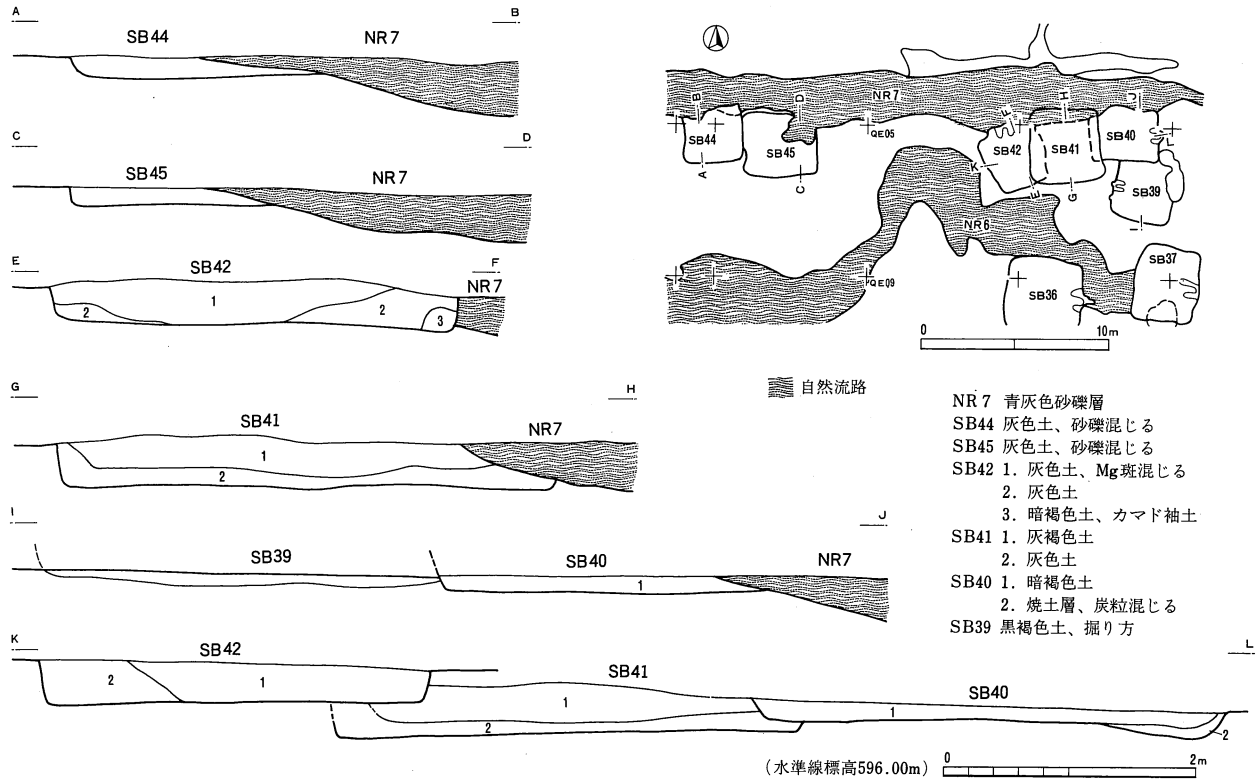 A B
SB44 NR7
C D
SB45 NR7
E F
SB42 NR7
1
2 2 3
G H
SB41 NR7
1
2
I J
SB39 SB40 NR7
1
K L
SB42 SB41 SB40
2 1 1 1
2 2
B D NR7 F H J
QE05
SB44 SB45 SB42 SB41 SB40
A C K E G L
SB39
I
NR6
QE09
SB37
SB36
0 10m
自然流路
NR7 青灰色砂礫層
SB44 灰色土、砂礫混じる
SB45 灰色土、砂礫混じる
SB42 1. 灰色土、Mg斑混じる
2. 灰色土
3. 暗褐色土、カマド袖土
SB41 1. 灰褐色土
2. 灰色土
SB40 1. 暗褐色土
2. 焼土層、炭粒混じる
SB39 黒褐色土、掘り方
(水準線標高596.00m)
0 2m